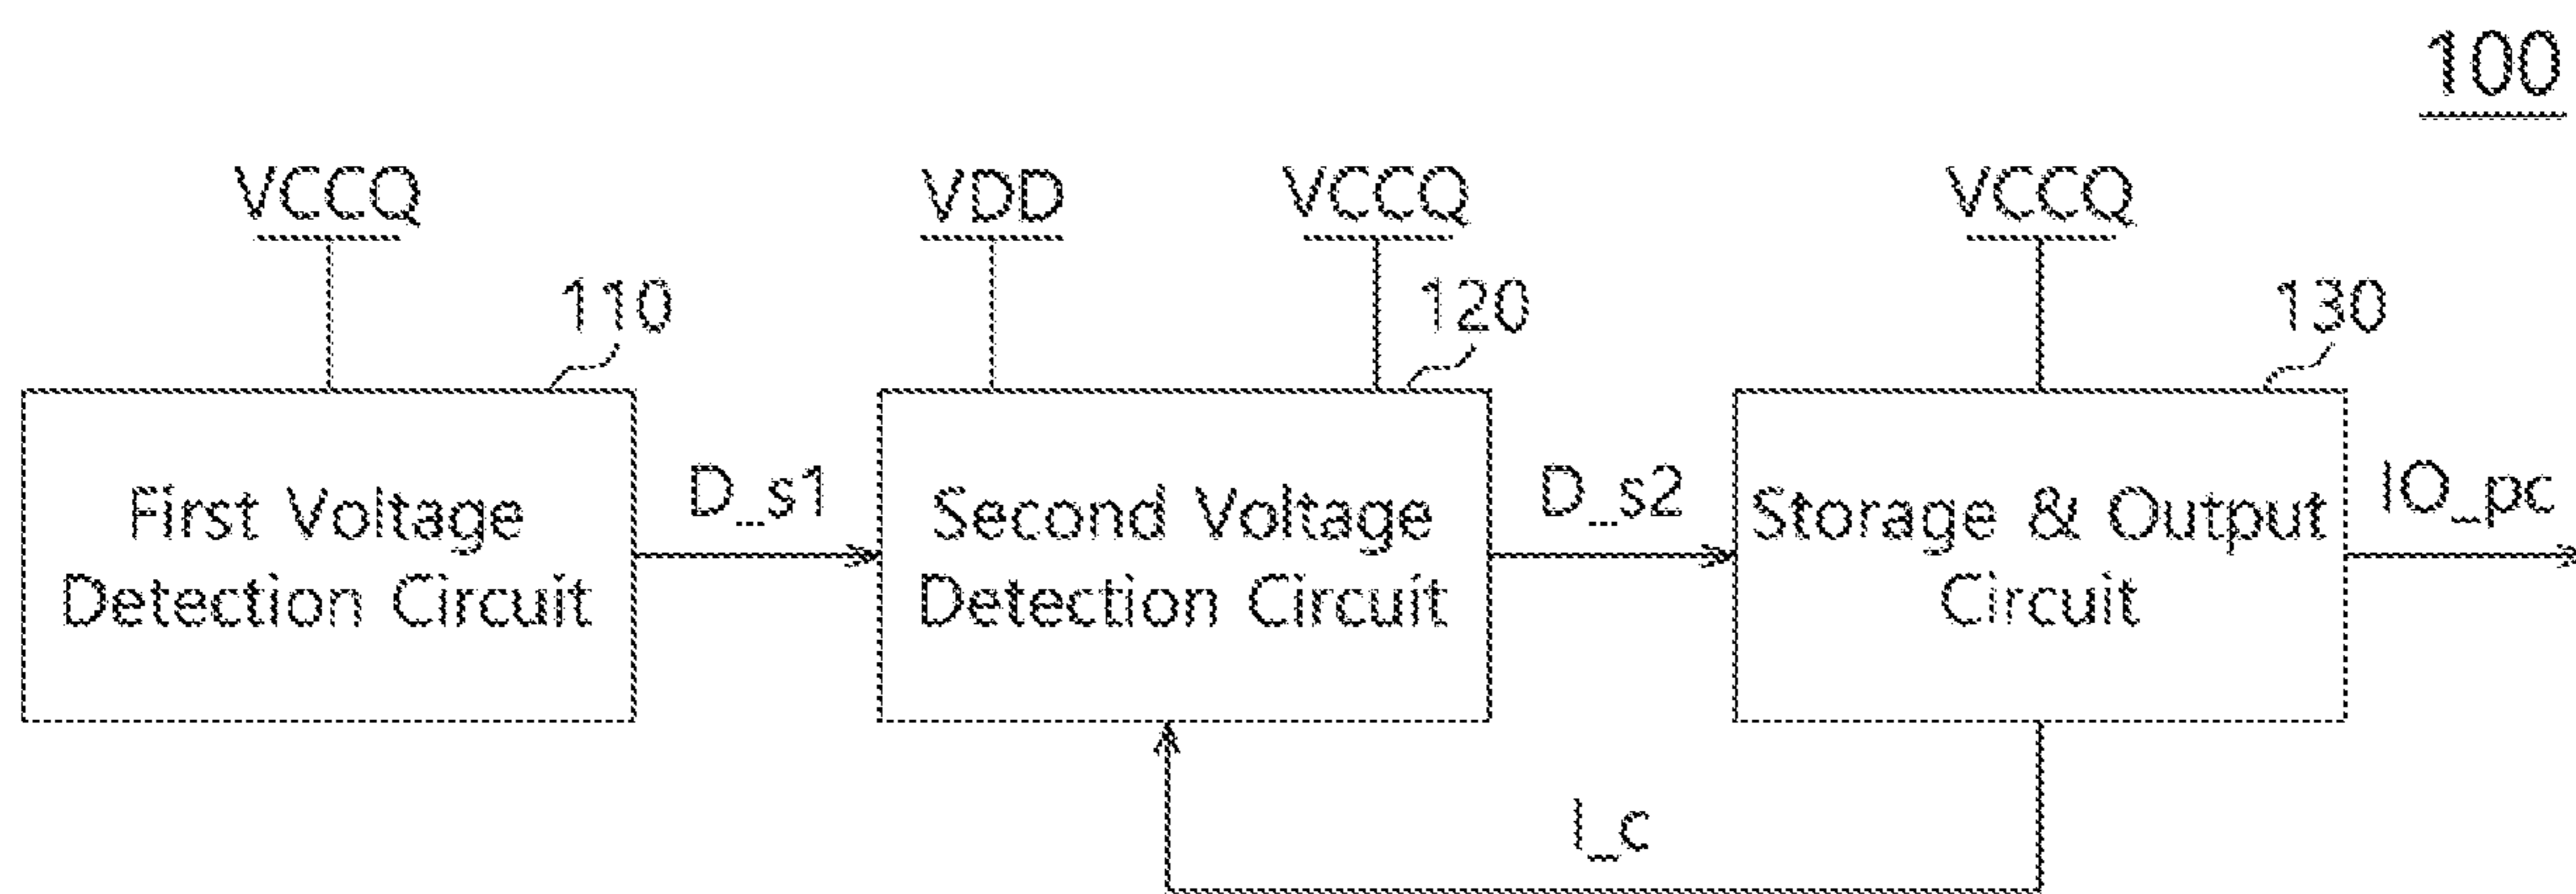 100
VCCQ
VDD
VCCQ
VCCQ
110
120
130
First Voltage
Detection Circuit
D_s1
Second Voltage
Detection Circuit
D_s2
Storage & Output
Circuit
IO_pc
I_c